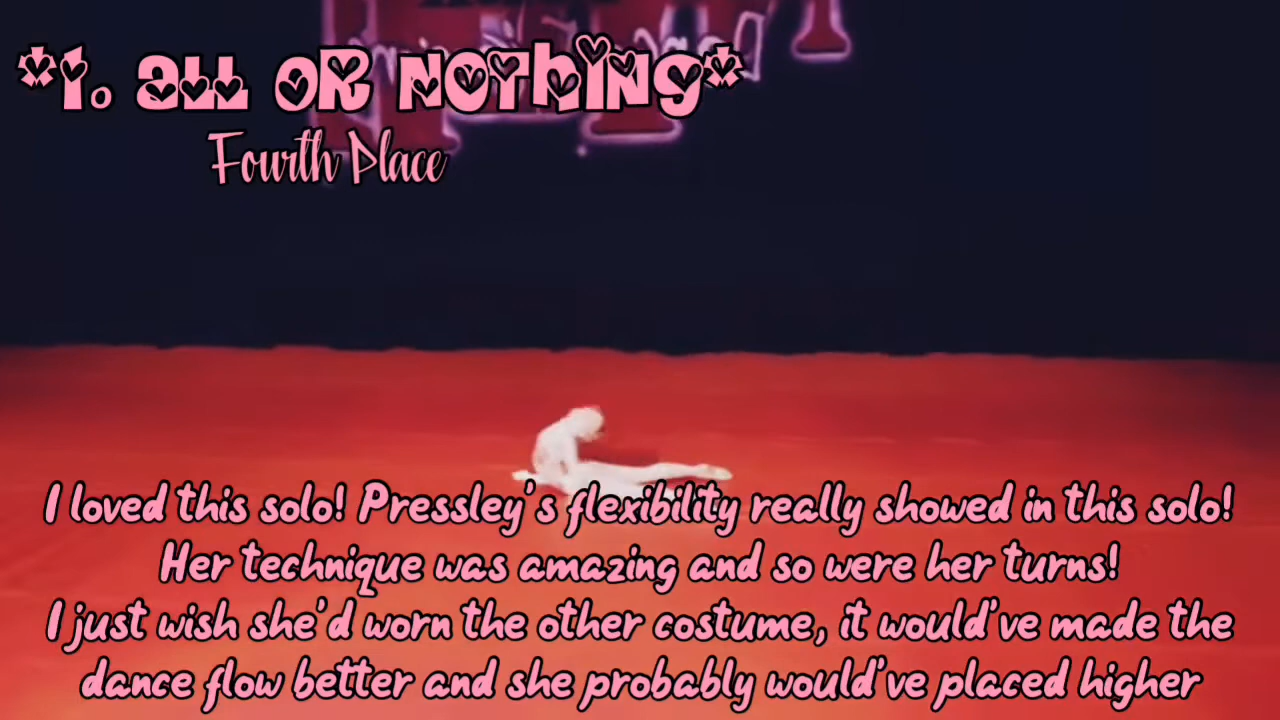 *1. ALL OR NOTHING*
Fourth Place
I loved this solo! Pressley's flexibility really showed in this solo!
Her technique was amazing and so were her turns!
I just wish she'd worn the other costume, it would've made the
dance flow better and she probably would've placed higher